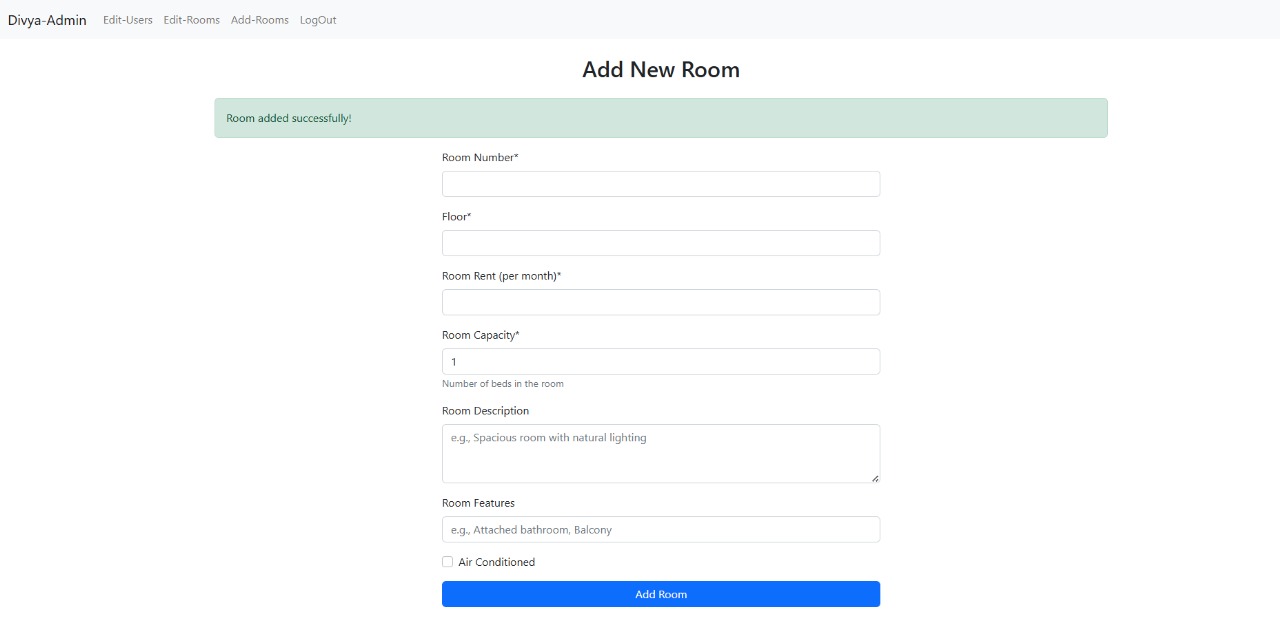 Divya-Admin Edit-Users Edit-Rooms Add-Rooms LogOut
Add New Room
Room added successfully!
Room Number*
Floor*
Room Rent (per month)*
Room Capacity*
1
Number of beds in the room
Room Description
e.g., Spacious room with natural lighting
Room Features
e.g., Attached bathroom, Balcony
Air Conditioned
Add Room